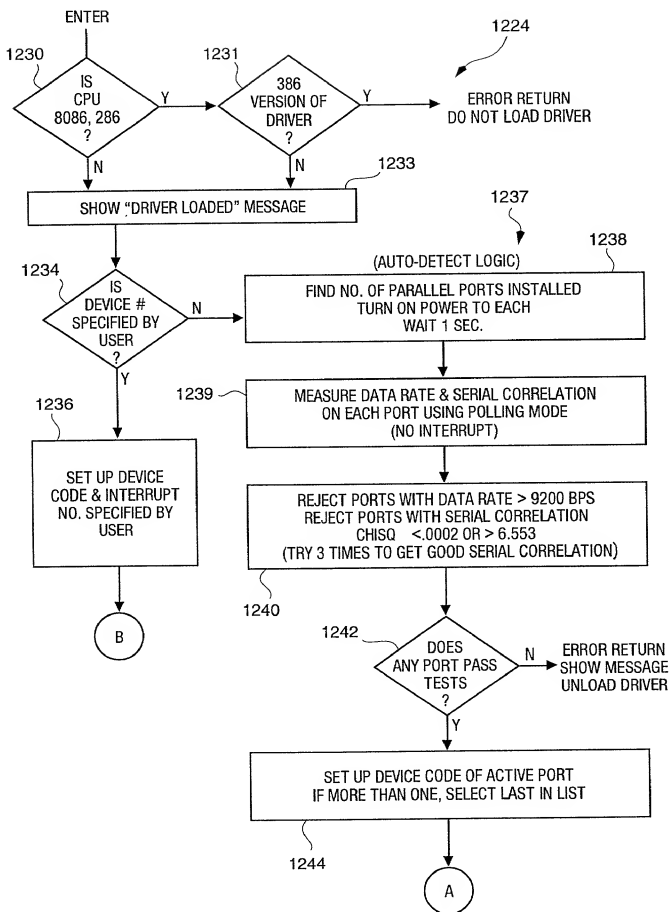 ENTER
1230
IS
CPU
8086, 286
?
Y
N
1231
386
VERSION OF
DRIVER
?
Y
N
1224
ERROR RETURN
DO NOT LOAD DRIVER
1233
SHOW "DRIVER LOADED" MESSAGE
1234
IS
DEVICE #
SPECIFIED BY
USER
?
N
Y
1237
(AUTO-DETECT LOGIC)
1238
FIND NO. OF PARALLEL PORTS INSTALLED
TURN ON POWER TO EACH
WAIT 1 SEC.
1239
MEASURE DATA RATE & SERIAL CORRELATION
ON EACH PORT USING POLLING MODE
(NO INTERRUPT)
1236
SET UP DEVICE
CODE & INTERRUPT
NO. SPECIFIED BY
USER
B
REJECT PORTS WITH DATA RATE > 9200 BPS
REJECT PORTS WITH SERIAL CORRELATION
CHISQ <.0002 OR > 6.553
(TRY 3 TIMES TO GET GOOD SERIAL CORRELATION)
1240
1242
DOES
ANY PORT PASS
TESTS
?
N
Y
ERROR RETURN
SHOW MESSAGE
UNLOAD DRIVER
SET UP DEVICE CODE OF ACTIVE PORT
IF MORE THAN ONE, SELECT LAST IN LIST
1244
A